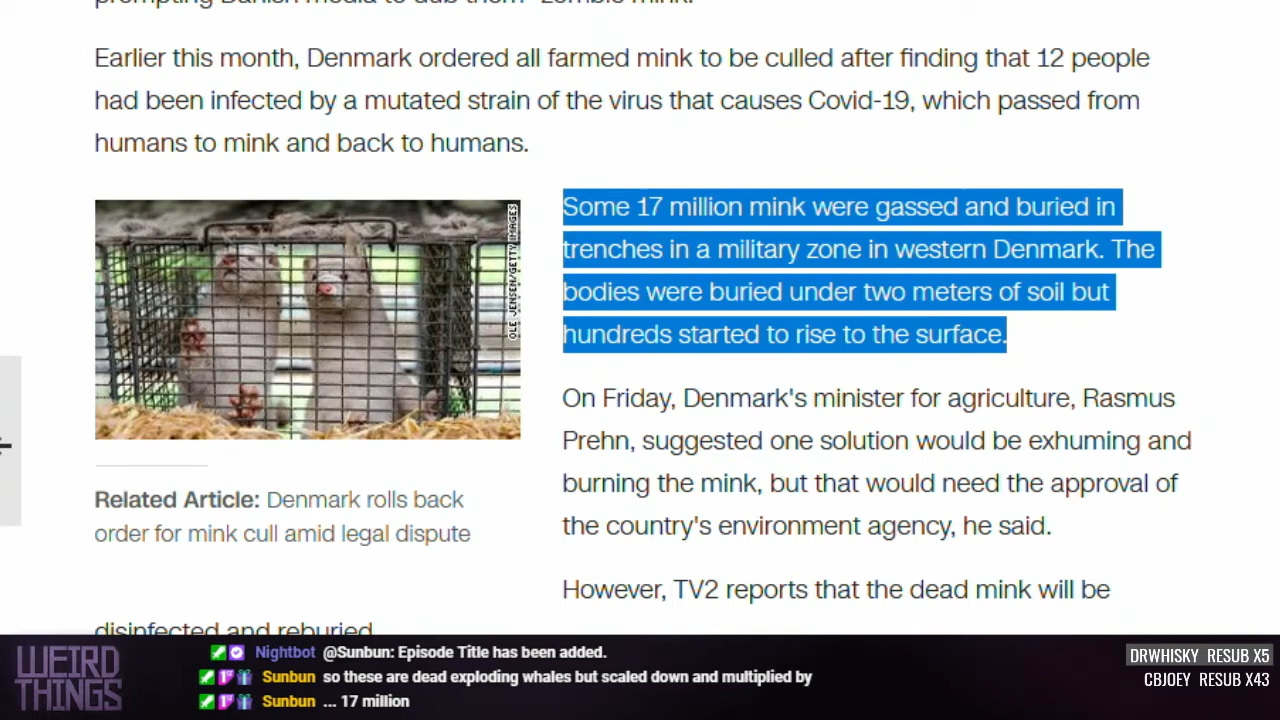 prompting Danish media to dub them "zombie mink."
Earlier this month, Denmark ordered all farmed mink to be culled after finding that 12 people
had been infected by a mutated strain of the virus that causes Covid-19, which passed from
humans to mink and back to humans.
OLE JENSEN/GETTY IMAGES
Related Article: Denmark rolls back
order for mink cull amid legal dispute
Some 17 million mink were gassed and buried in
trenches in a military zone in western Denmark. The
bodies were buried under two meters of soil but
hundreds started to rise to the surface.
On Friday, Denmark's minister for agriculture, Rasmus
Prehn, suggested one solution would be exhuming and
burning the mink, but that would need the approval of
the country's environment agency, he said.
However, TV2 reports that the dead mink will be
disinfected and reburied
WEIRD
THINGS
Nightbot @Sunbun: Episode Title has been added.
Sunbun so these are dead exploding whales but scaled down and multiplied by
Sunbun ... 17 million
DRWHISKY RESUB X5
CBJOEY RESUB X43